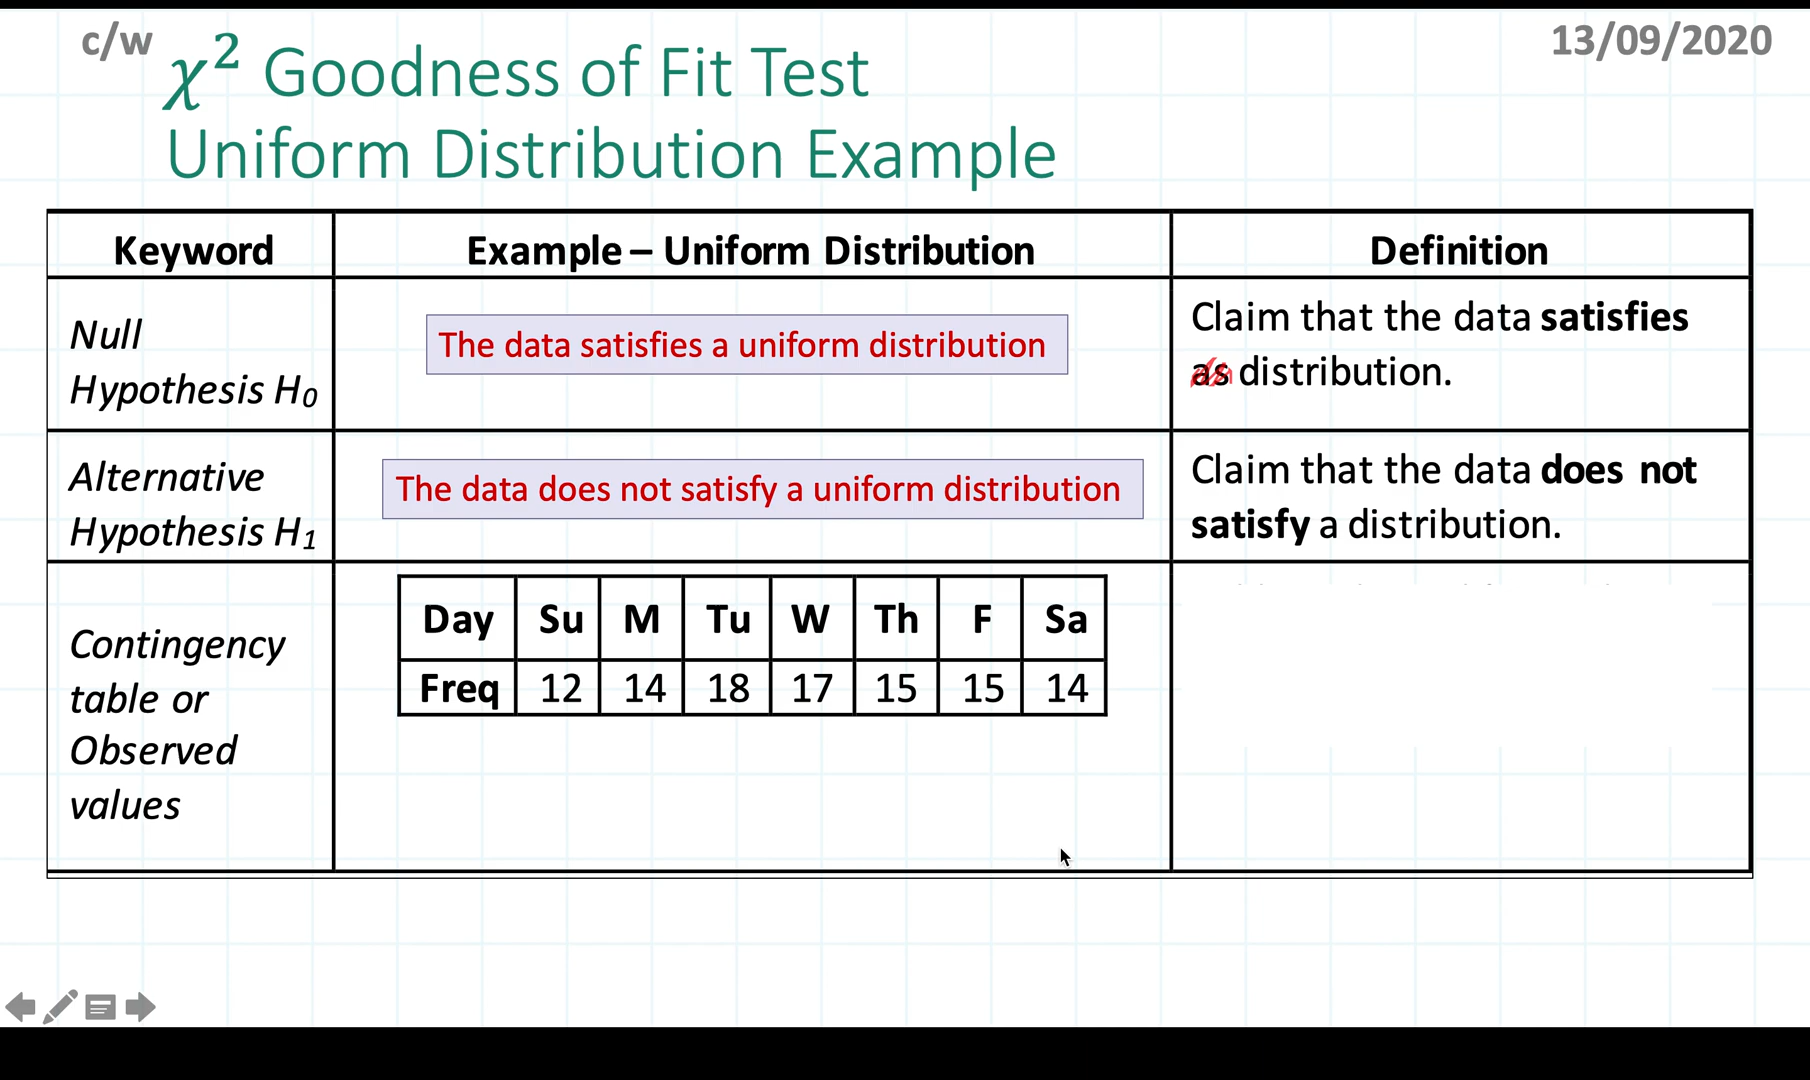 c/w
13/09/2020
χ² Goodness of Fit Test
Uniform Distribution Example
Keyword
Example – Uniform Distribution
Definition
Null
Hypothesis H₀
The data satisfies a uniform distribution
Claim that the data satisfies
as distribution.
Alternative
Hypothesis H₁
The data does not satisfy a uniform distribution
Claim that the data does not
satisfy a distribution.
Contingency
table or
Observed
values
Day Su M Tu W Th F Sa
Freq 12 14 18 17 15 15 14